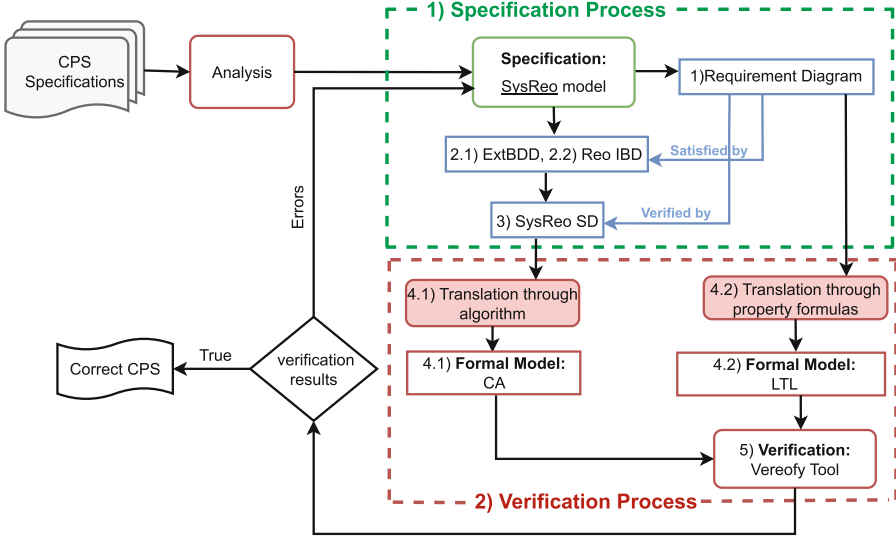 1) Specification Process
CPS
Specifications
Analysis
Specification:
SysReo model
1)Requirement Diagram
2.1) ExtBDD, 2.2) Reo IBD
Satisfied by
3) SysReo SD
Verified by
Errors
4.1) Translation through
algorithm
4.2) Translation through
property formulas
True
Correct CPS
verification
results
4.1) Formal Model:
CA
4.2) Formal Model:
LTL
5) Verification:
Vereofy Tool
2) Verification Process